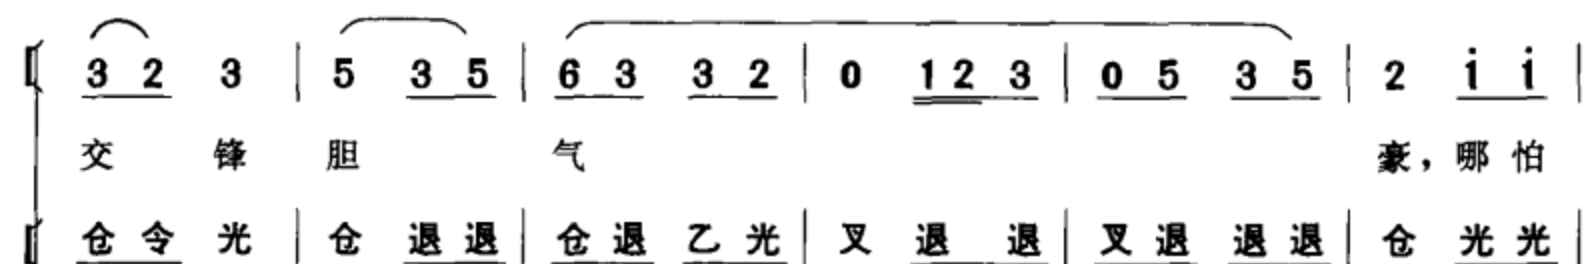 3 2 3 | 5 3 5 | 6 3 3 2 | 0 1 2 3 | 0 5 3 5 | 2 i i |
交 锋 胆 气 豪，哪 怕
仓 令 光 | 仓 退 退 | 仓 退 乙 光 | 叉 退 退 | 叉 退 退 退 | 仓 光 光 |